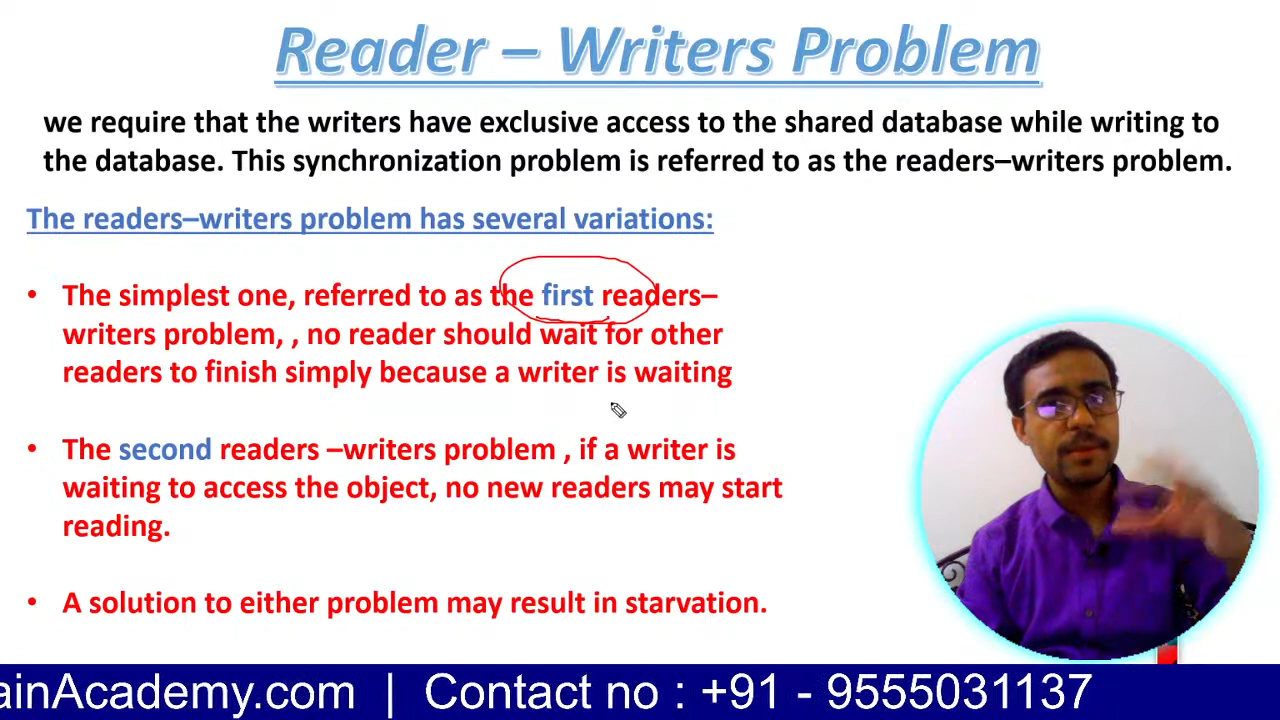 Reader – Writers Problem
we require that the writers have exclusive access to the shared database while writing to
the database. This synchronization problem is referred to as the readers–writers problem.
The readers–writers problem has several variations:
• The simplest one, referred to as the first readers–
writers problem, , no reader should wait for other
readers to finish simply because a writer is waiting
• The second readers –writers problem , if a writer is
waiting to access the object, no new readers may start
reading.
• A solution to either problem may result in starvation.
ainAcademy.com | Contact no : +91 - 9555031137